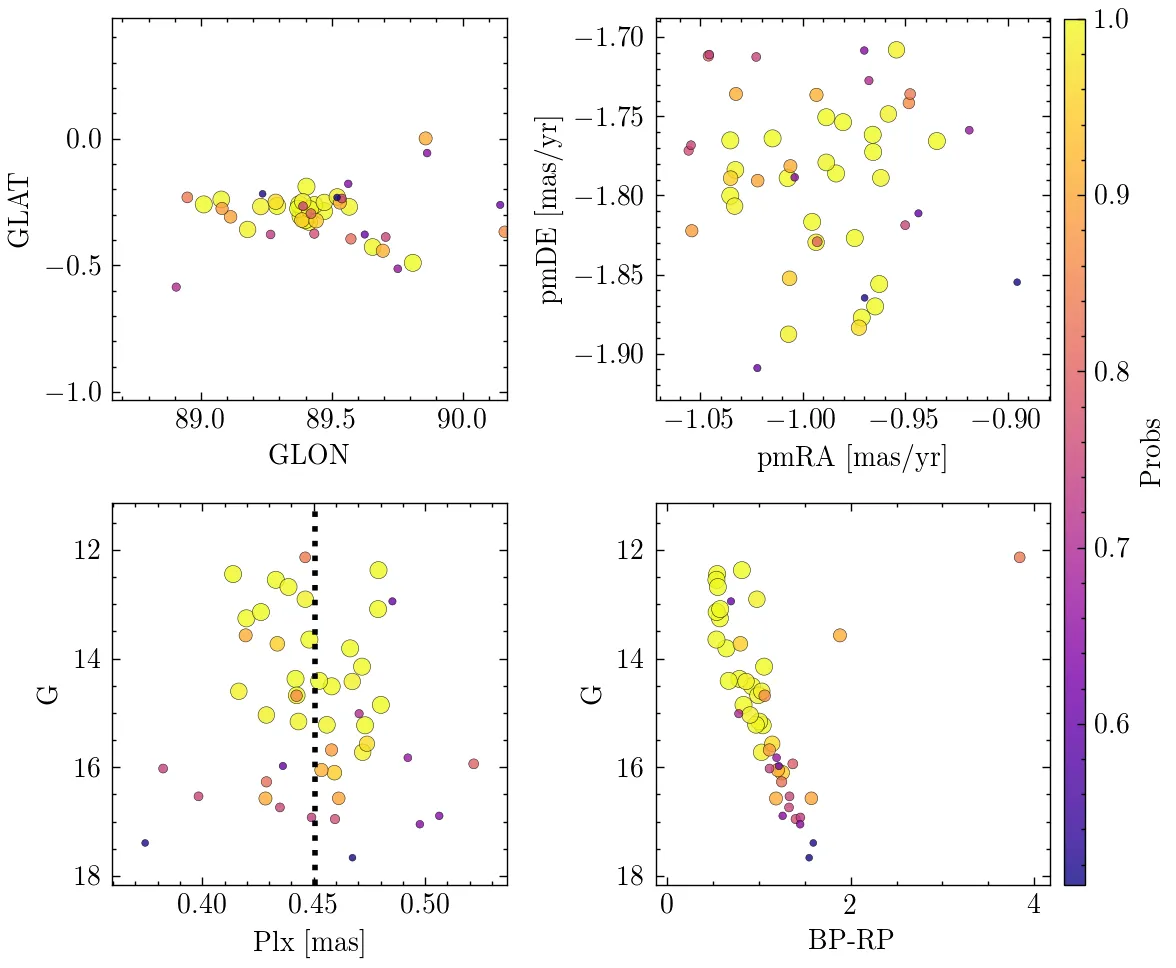 0.0
−0.5
−1.0
GLAT
89.0 89.5 90.0
GLON
−1.70
−1.75
−1.80
−1.85
−1.90
pmDE [mas/yr]
−1.05 −1.00 −0.95 −0.90
pmRA [mas/yr]
12
14
16
18
G
0.40 0.45 0.50
Plx [mas]
12
14
16
18
G
0 2 4
BP-RP
1.0
0.9
0.8
0.7
0.6
Probs